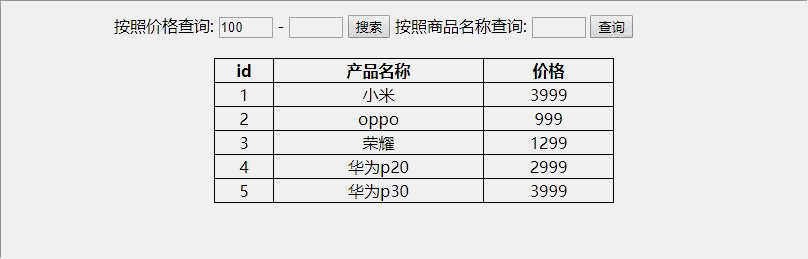 按照价格查询: 100 - 搜索 按照商品名称查询: 查询
id 产品名称 价格
1 小米 3999
2 oppo 999
3 荣耀 1299
4 华为p20 2999
5 华为p30 3999